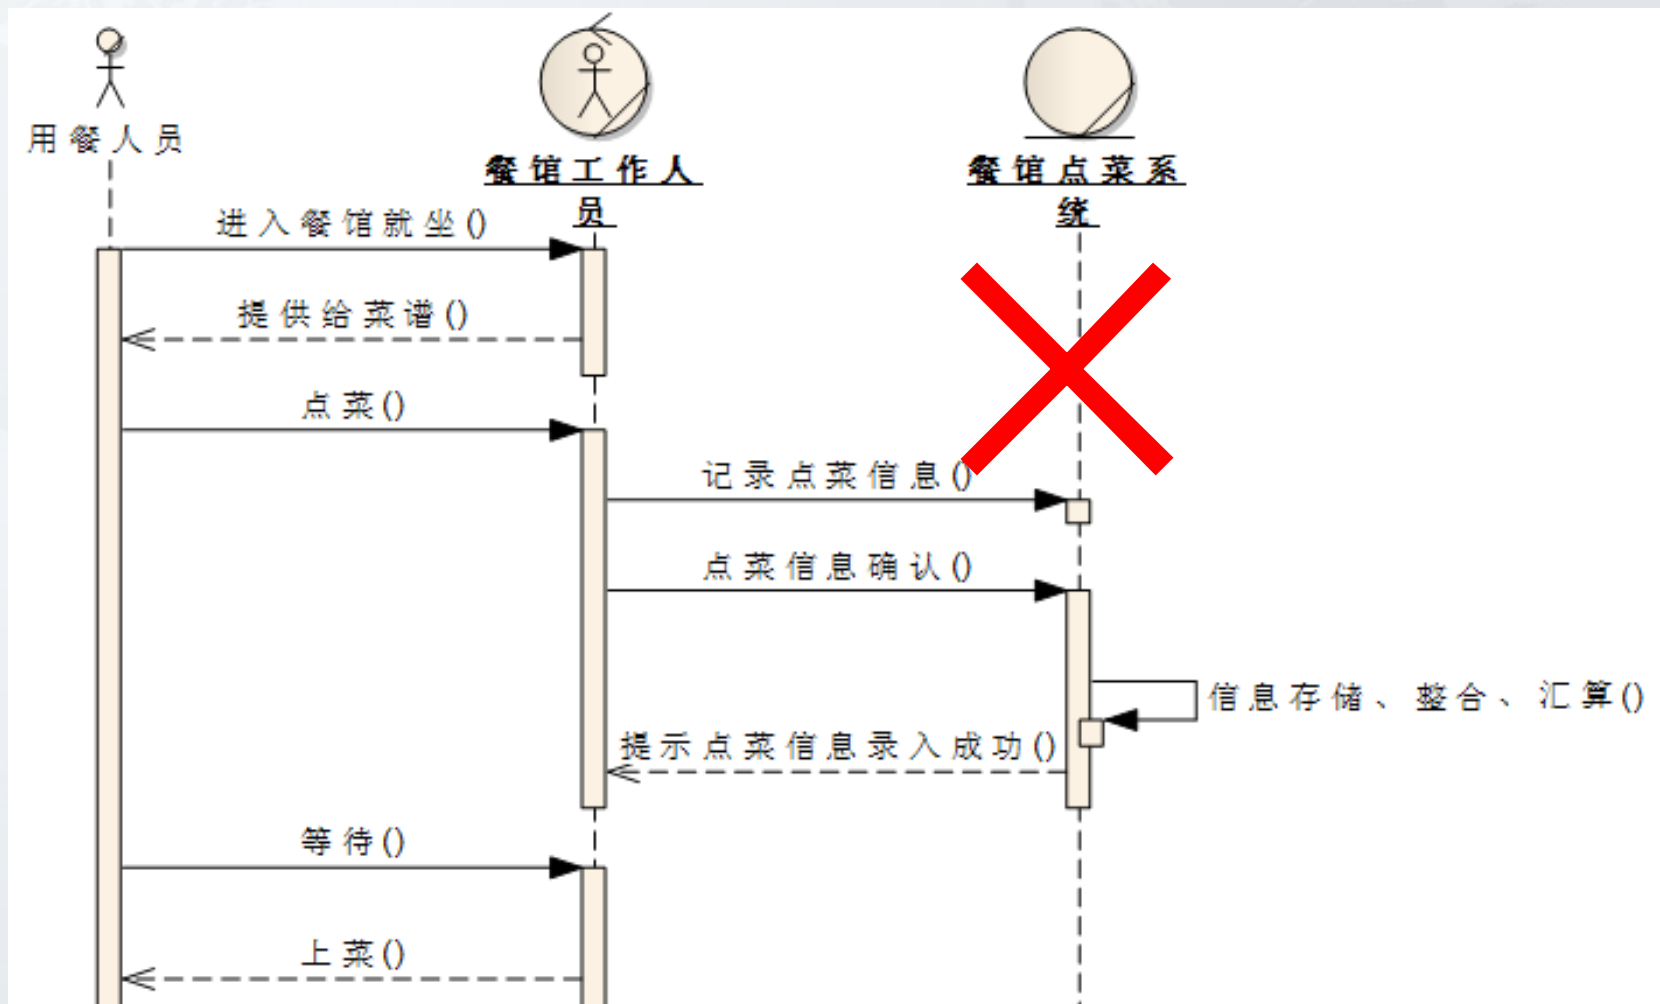 用餐人员
餐馆工作人
员
餐馆点菜系
统
进入餐馆就坐()
提供给菜谱()
点菜()
记录点菜信息()
点菜信息确认()
信息存储、整合、汇算()
提示点菜信息录入成功()
等待()
上菜()